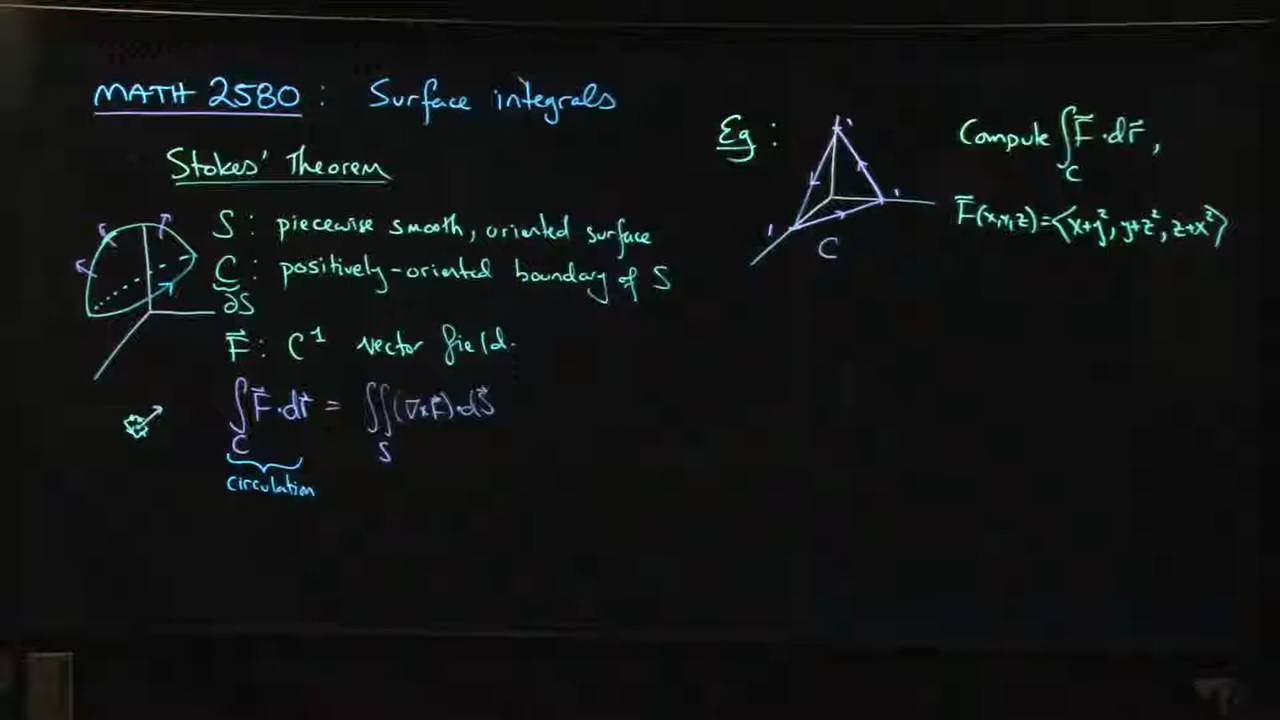 MATH 2580 : Surface integrals
Stokes' Theorem
S : piecewise smooth, oriented surface
C : positively-oriented boundary of S
∂S
F⃗ : C¹ vector field.
∫_C F⃗·dr⃗ = ∬_S (∇×F⃗)·dS⃗
circulation
Eg :
1
1
1
C
Compute ∫_C F⃗·dr⃗,
F⃗(x,y,z)=⟨x+y², y+z², z+x²⟩